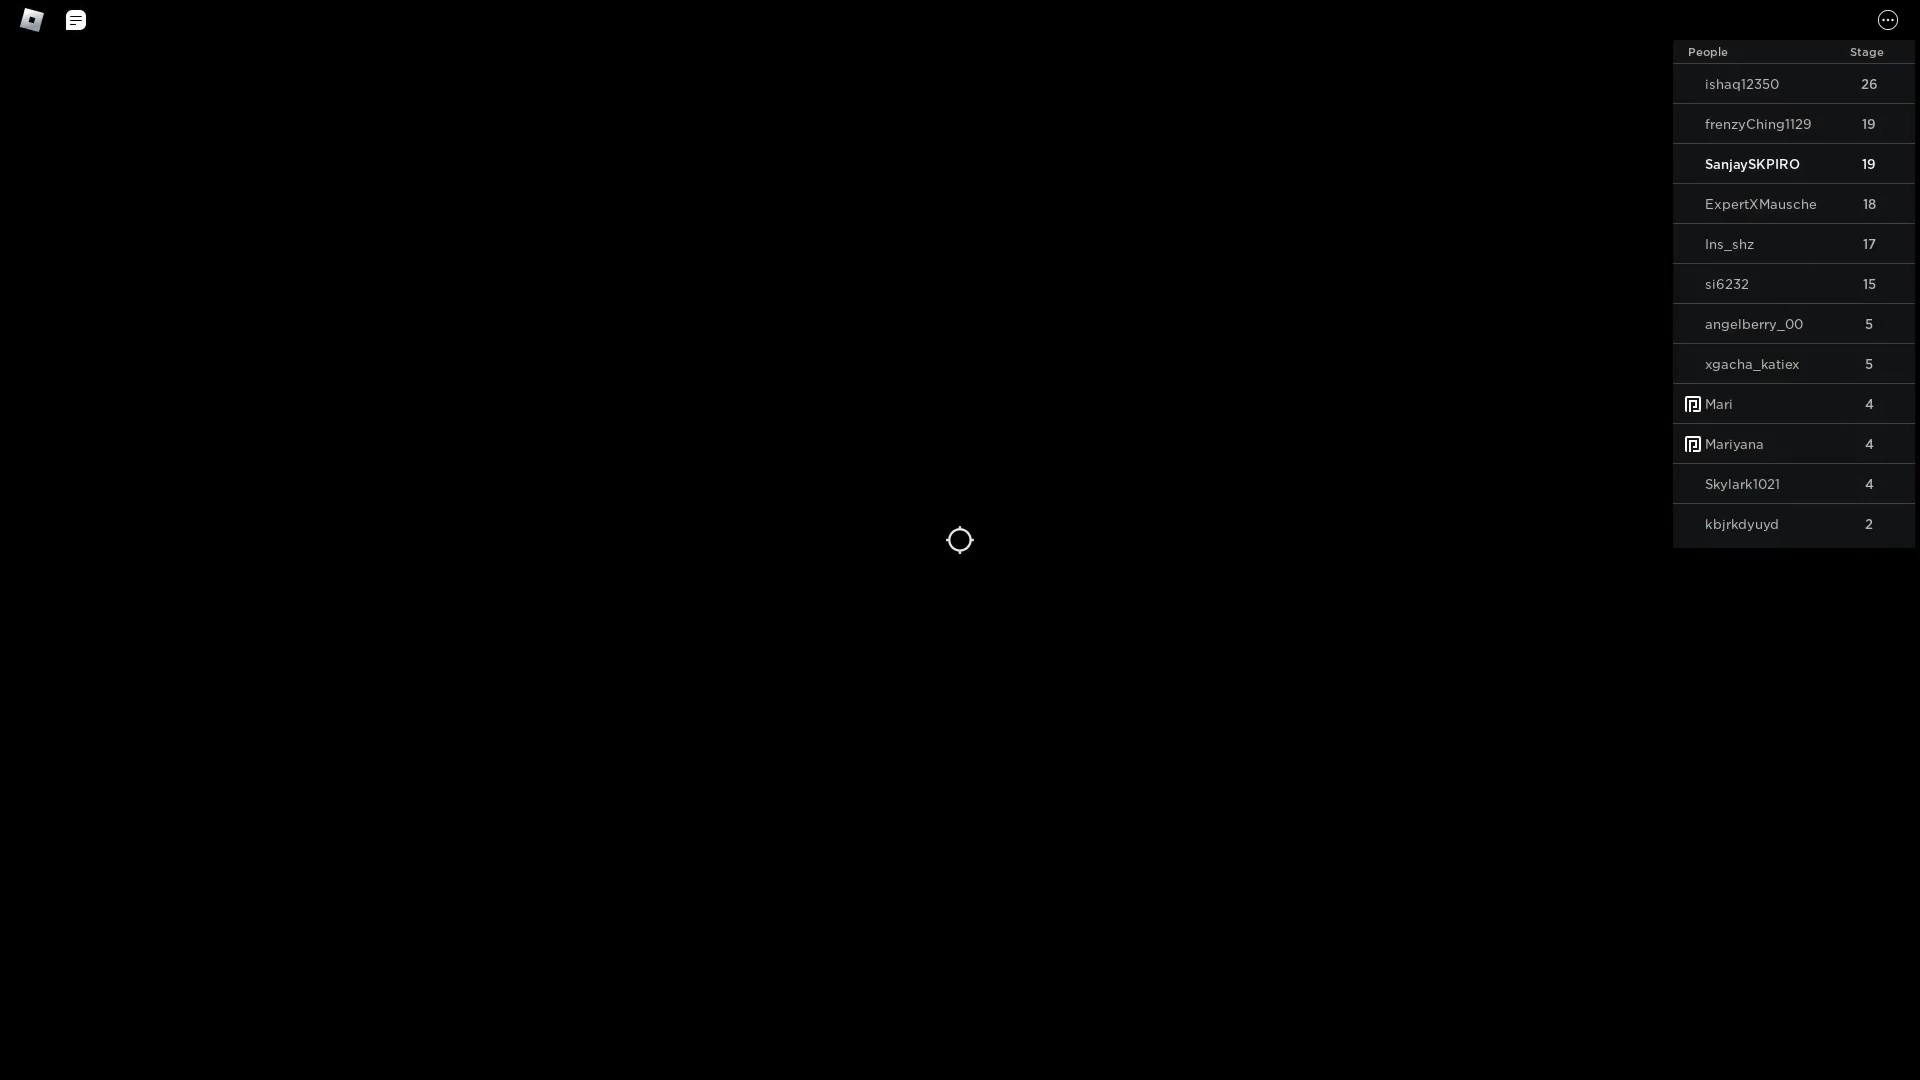 People Stage
ishaq12350 26
frenzyChing1129 19
SanjaySKPIRO 19
ExpertXMausche 18
Ins_shz 17
si6232 15
angelberry_00 5
xgacha_katiex 5
Mari 4
Mariyana 4
Skylark1021 4
kbjrkdyuyd 2